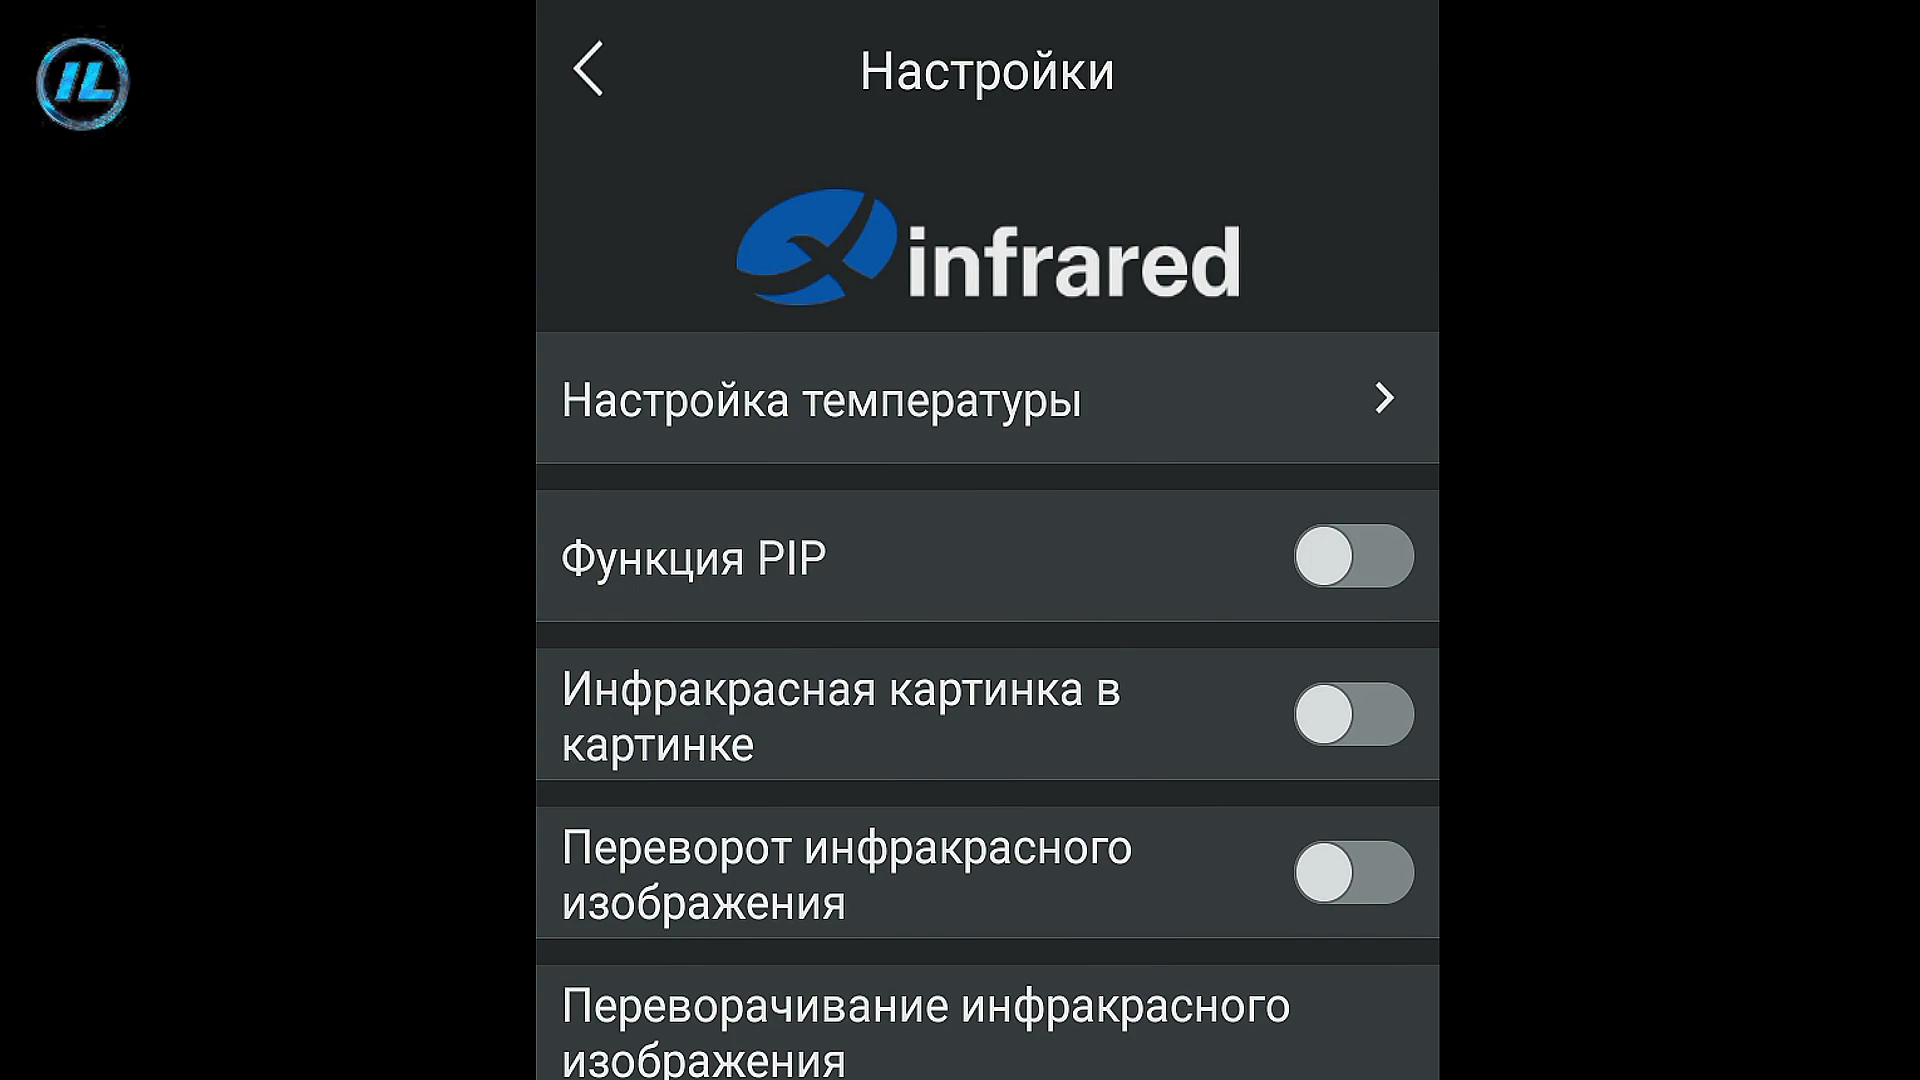 IL
Настройки
infrared
Настройка температуры
Функция PIP
Инфракрасная картинка в
картинке
Переворот инфракрасного
изображения
Переворачивание инфракрасного
изображения